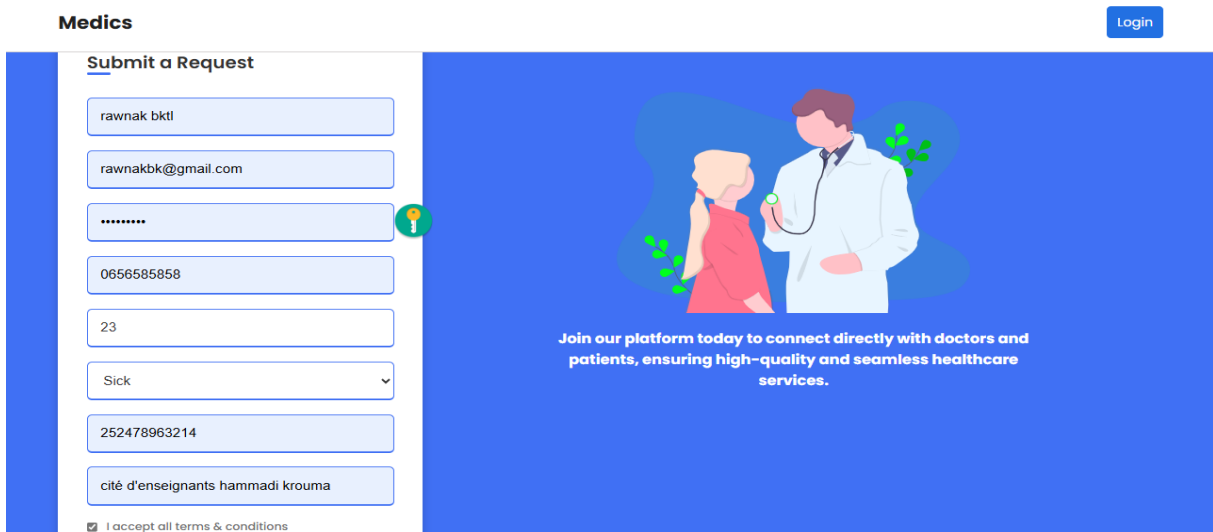 Medics
Login
Submit a Request
rawnak bktl
rawnakbk@gmail.com
•••••••••
0656585858
23
Sick
252478963214
cité d'enseignants hammadi krouma
I accept all terms & conditions
Join our platform today to connect directly with doctors and
patients, ensuring high-quality and seamless healthcare
services.